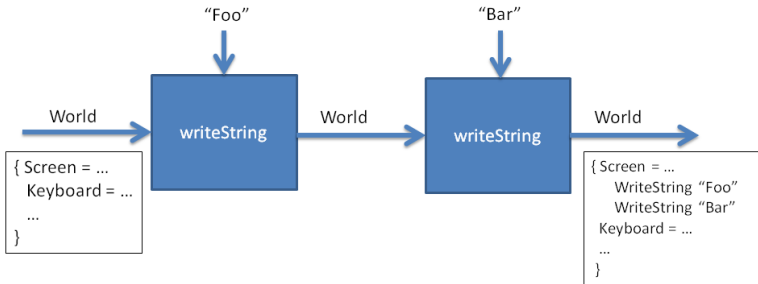 “Foo”
“Bar”
World
writeString
World
writeString
World
{ Screen = ...
Keyboard = ...
...
}
{ Screen = ...
WriteString “Foo”
WriteString “Bar”
Keyboard = ...
...
}